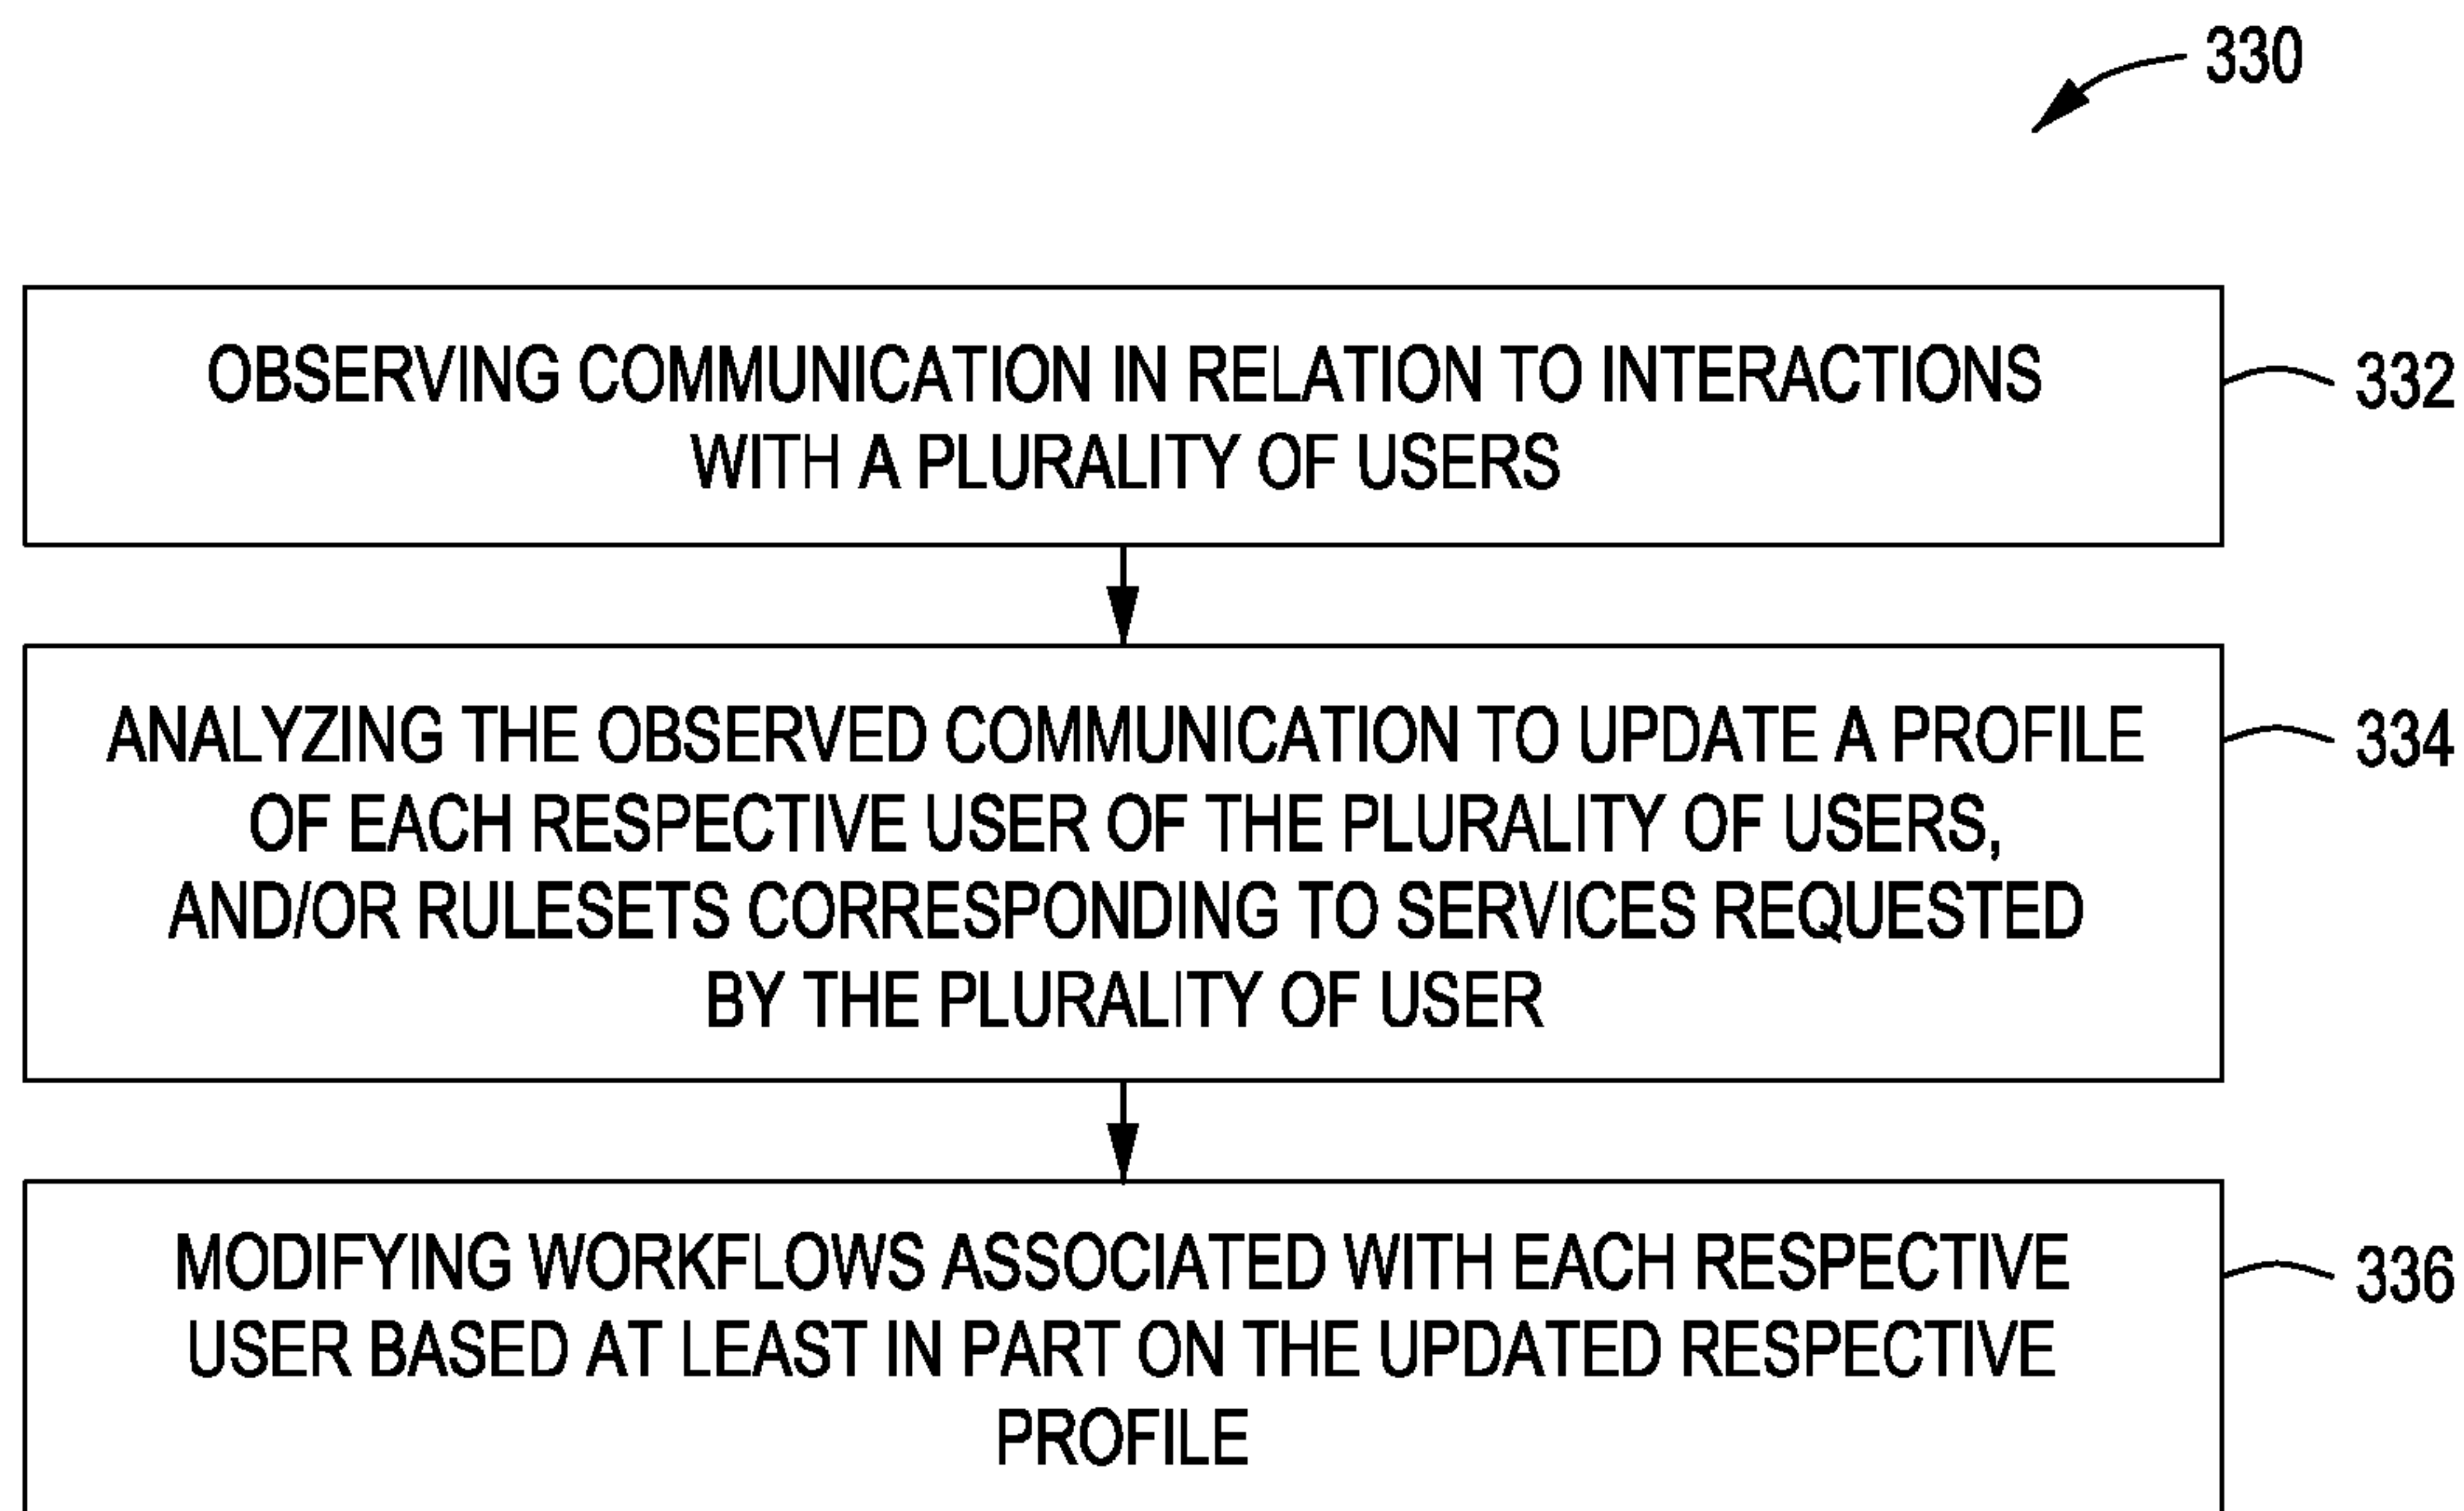 330
OBSERVING COMMUNICATION IN RELATION TO INTERACTIONS
WITH A PLURALITY OF USERS
332
ANALYZING THE OBSERVED COMMUNICATION TO UPDATE A PROFILE
OF EACH RESPECTIVE USER OF THE PLURALITY OF USERS,
AND/OR RULESETS CORRESPONDING TO SERVICES REQUESTED
BY THE PLURALITY OF USER
334
MODIFYING WORKFLOWS ASSOCIATED WITH EACH RESPECTIVE
USER BASED AT LEAST IN PART ON THE UPDATED RESPECTIVE
PROFILE
336